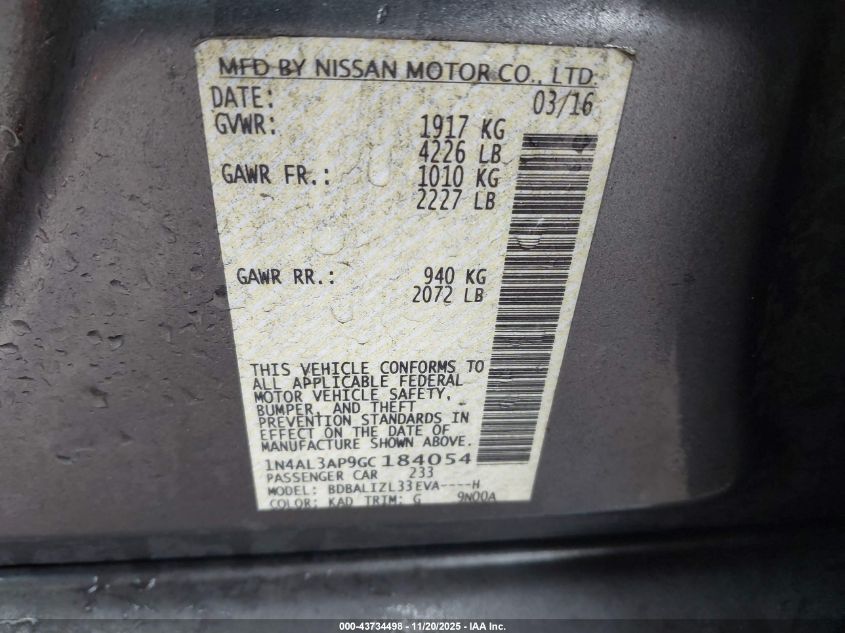 MFD BY NISSAN MOTOR CO., LTD.
DATE: 03/16
GVWR: 1917 KG
4226 LB
GAWR FR.: 1010 KG
2227 LB
GAWR RR.: 940 KG
2072 LB
THIS VEHICLE CONFORMS TO
ALL APPLICABLE FEDERAL
MOTOR VEHICLE SAFETY,
BUMPER, AND THEFT
PREVENTION STANDARDS IN
EFFECT ON THE DATE OF
MANUFACTURE SHOWN ABOVE.
1N4AL3AP9GC184054
PASSENGER CAR 233
MODEL: BDBALIZL33EVA----H
COLOR: KAD TRIM: G 9N00A
000-43734498 - 11/20/2025 - IAA Inc.